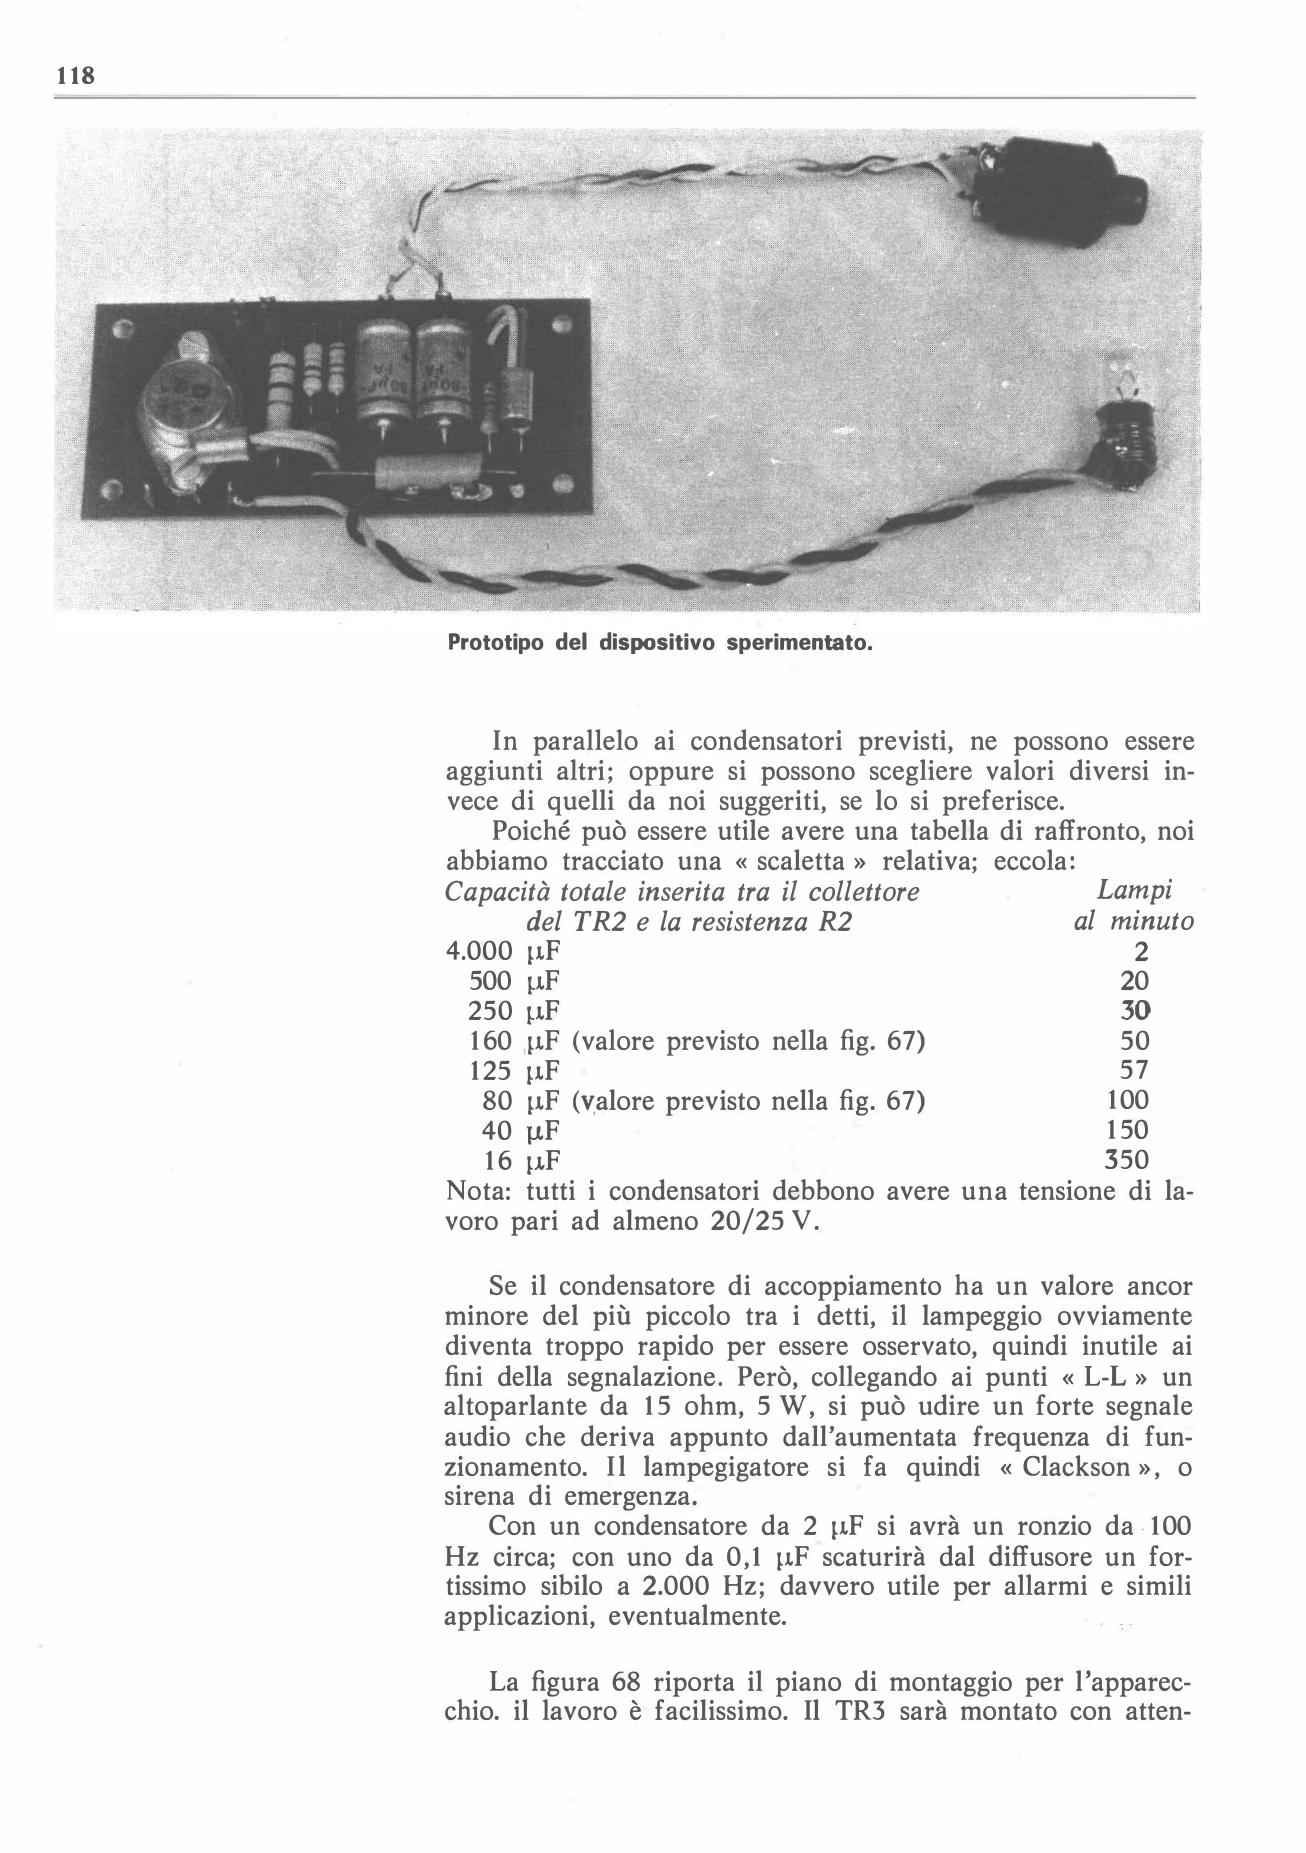 118
Prototipo del dispositivo sperimentato.
In parallelo ai condensatori previsti, ne possono essere
aggiunti altri; oppure si possono scegliere valori diversi in-
vece di quelli da noi suggeriti, se lo si preferisce.
Poiché può essere utile avere una tabella di raffronto, noi
abbiamo tracciato una « scaletta » relativa; eccola:
Capacità totale inserita tra il collettore Lampi
del TR2 e la resistenza R2 al minuto
4.000 µF 2
500 µF 20
250 µF 30
160 µF (valore previsto nella fig. 67) 50
125 µF 57
80 µF (valore previsto nella fig. 67) 100
40 µF 150
16 µF 350
Nota: tutti i condensatori debbono avere una tensione di la-
voro pari ad almeno 20/25 V.
Se il condensatore di accoppiamento ha un valore ancor
minore del più piccolo tra i detti, il lampeggio ovviamente
diventa troppo rapido per essere osservato, quindi inutile ai
fini della segnalazione. Però, collegando ai punti « L-L » un
altoparlante da 15 ohm, 5 W, si può udire un forte segnale
audio che deriva appunto dall'aumentata frequenza di fun-
zionamento. Il lampegigatore si fa quindi « Clackson », o
sirena di emergenza.
Con un condensatore da 2 µF si avrà un ronzio da 100
Hz circa; con uno da 0,1 µF scaturirà dal diffusore un for-
tissimo sibilo a 2.000 Hz; davvero utile per allarmi e simili
applicazioni, eventualmente.
La figura 68 riporta il piano di montaggio per l'apparec-
chio. il lavoro è facilissimo. Il TR3 sarà montato con atten-